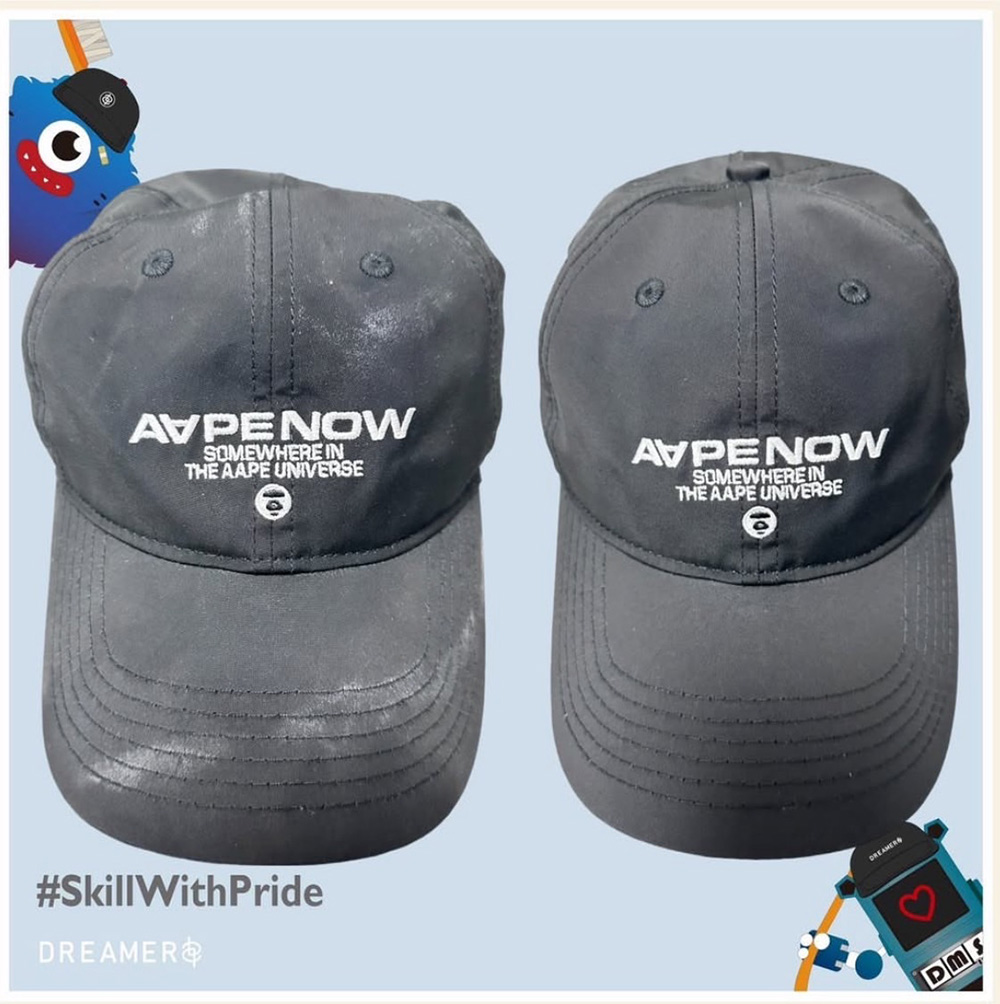 AAPE NOW
SOMEWHERE IN
THE AAPE UNIVERSE
AAPE NOW
SOMEWHERE IN
THE AAPE UNIVERSE
#SkillWithPride
DREAMER
DREAMER
DMS